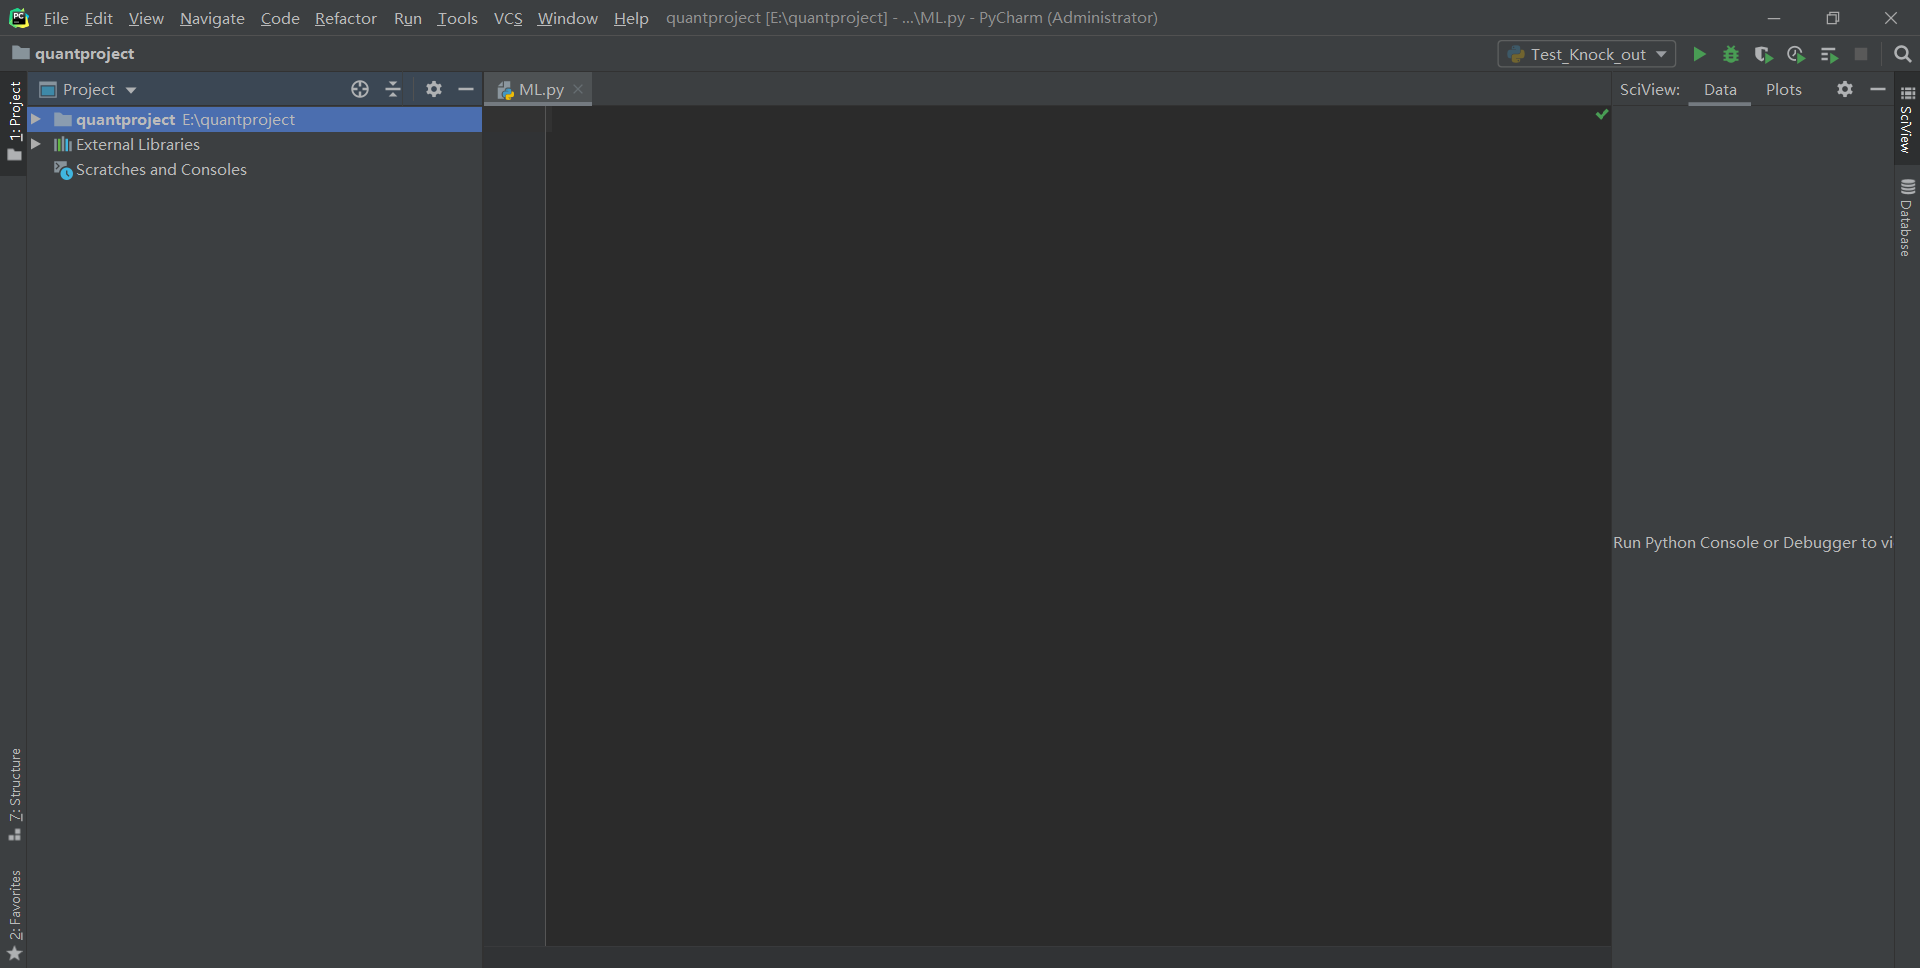 File Edit View Navigate Code Refactor Run Tools VCS Window Help quantproject [E:\quantproject] - ...\ML.py - PyCharm (Administrator)
quantproject
Test_Knock_out
Project
ML.py
SciView: Data Plots
quantproject E:\quantproject
External Libraries
Scratches and Consoles
1: Project
SciView
Database
Run Python Console or Debugger to vi
7: Structure
2: Favorites